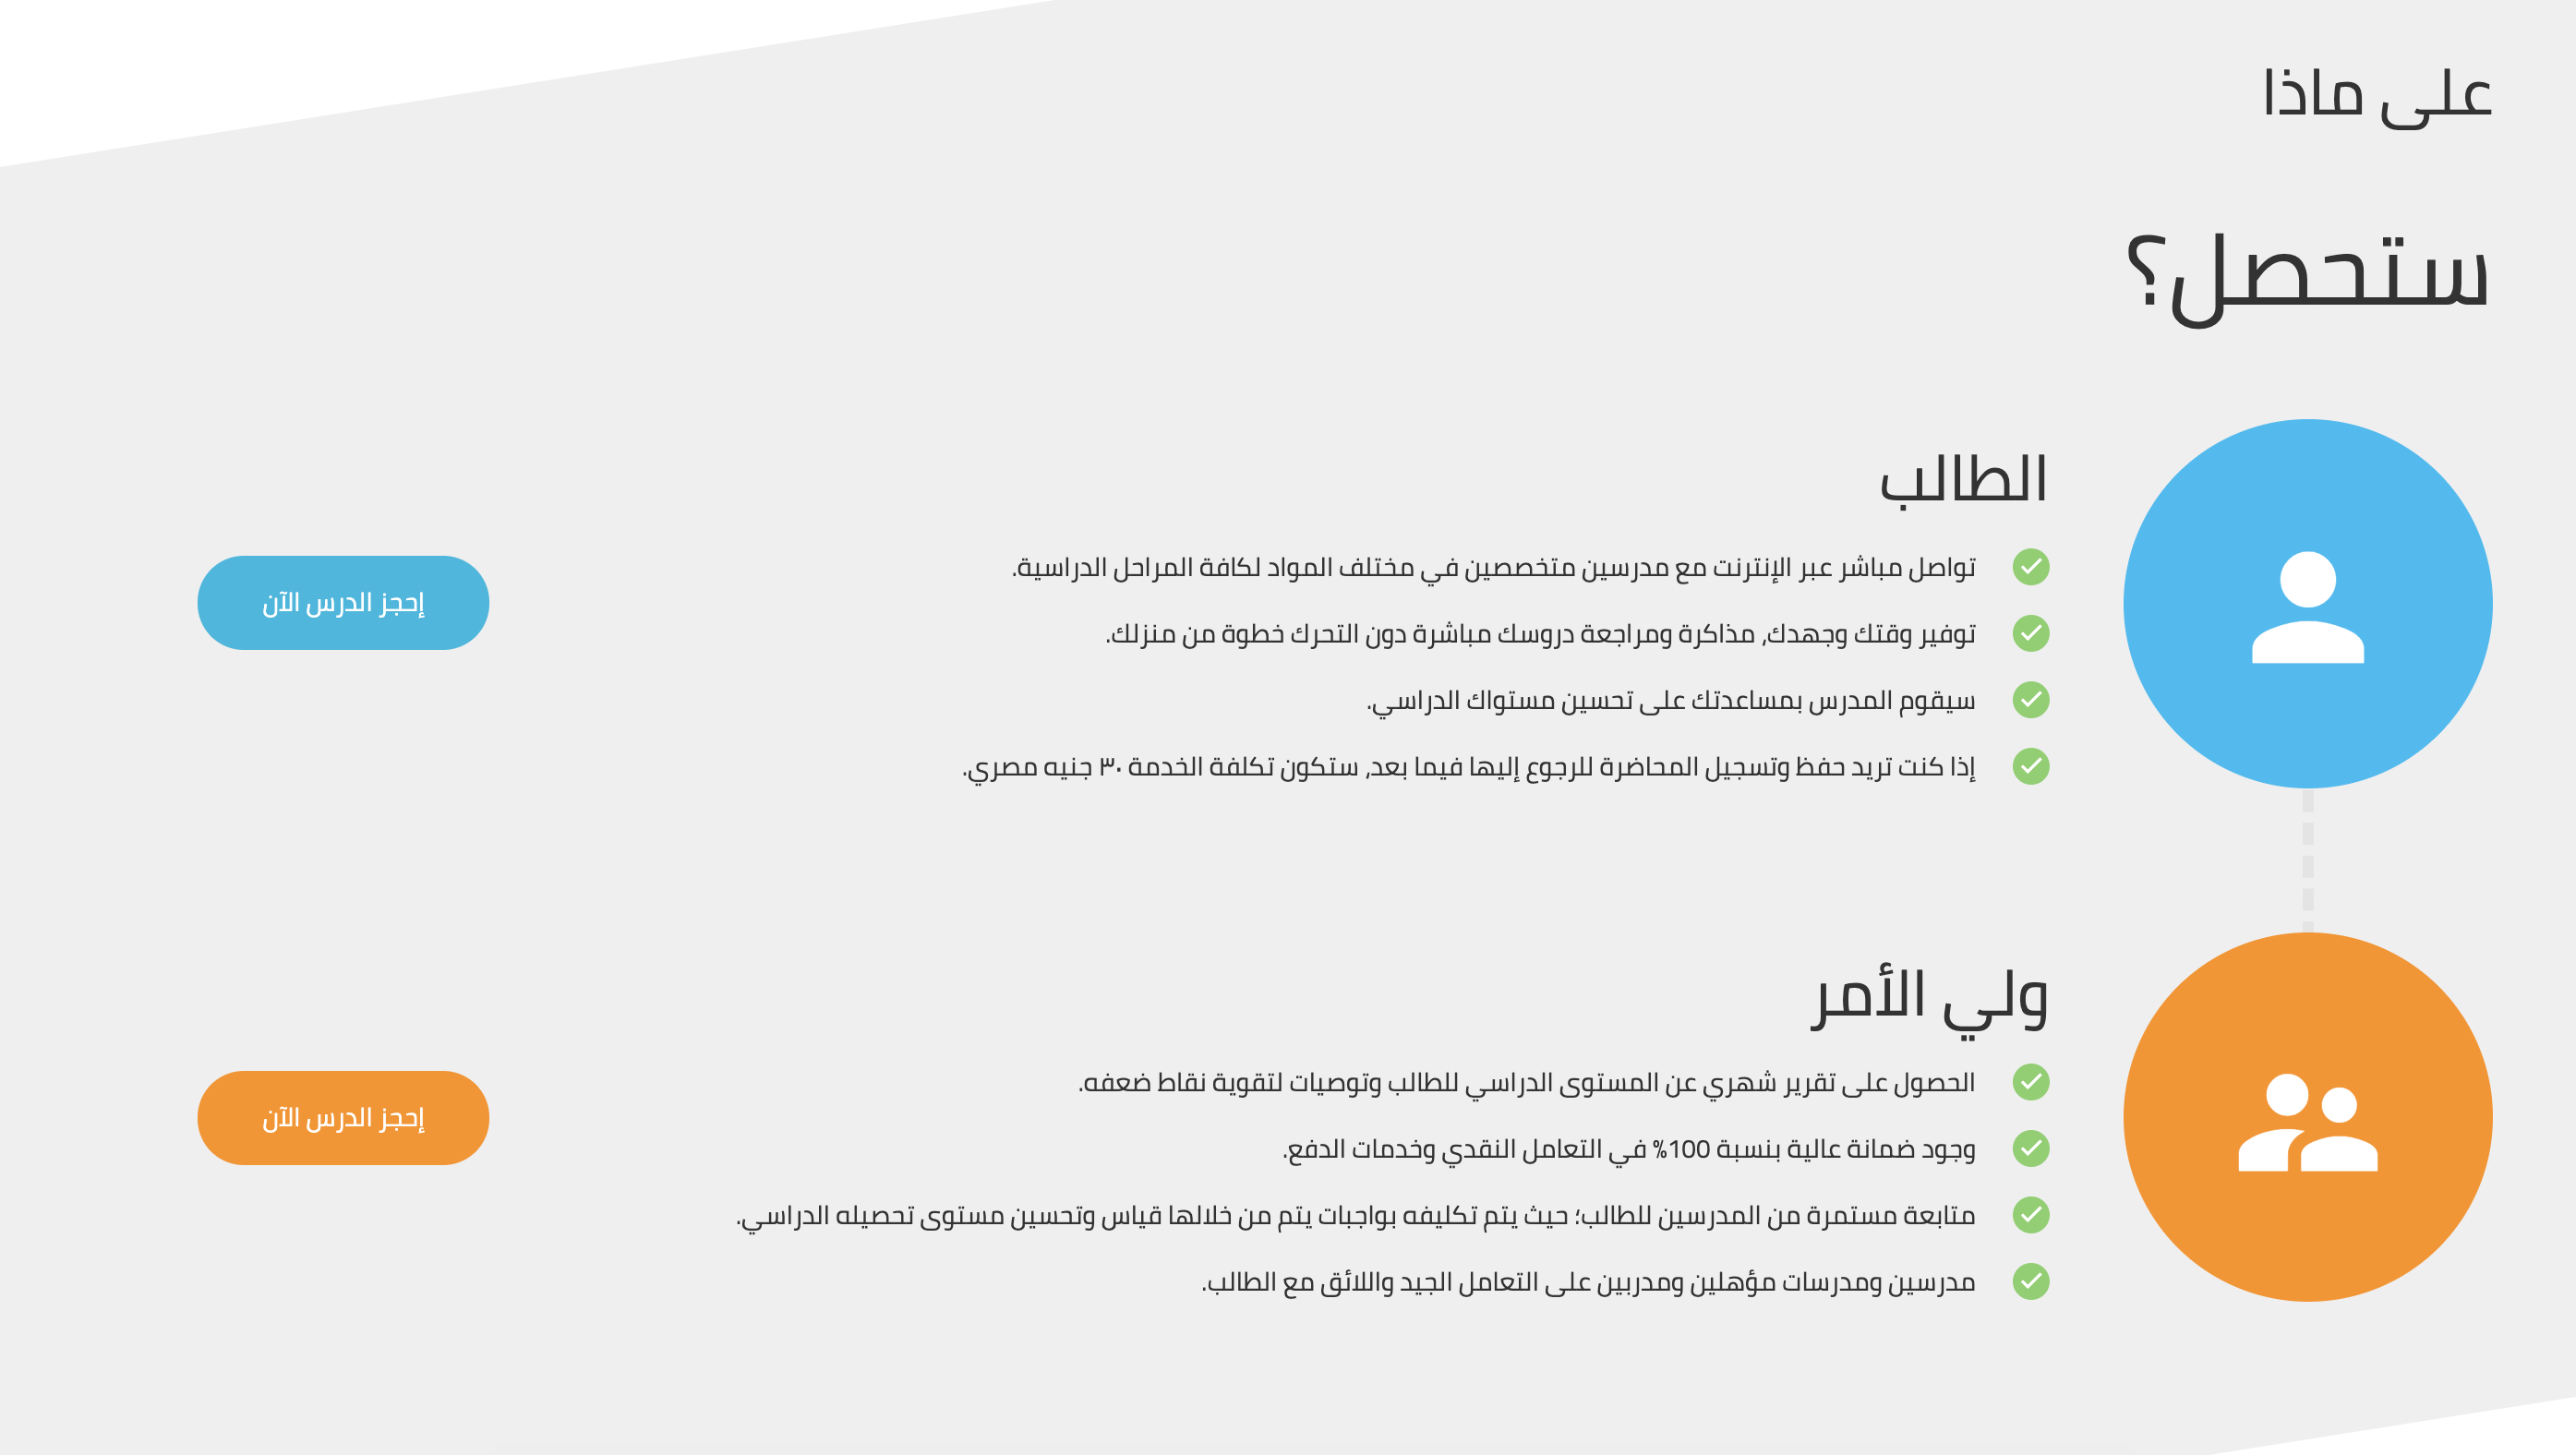 على ماذا
ستحصل؟
الطالب
تواصل مباشر عبر الإنترنت مع مدرسين متخصصين في مختلف المواد لكافة المراحل الدراسية.
توفير وقتك وجهدك, مذاكرة ومراجعة دروسك مباشرة دون التحرك خطوة من منزلك.
سيقوم المدرس بمساعدتك على تحسين مستواك الدراسي.
إذا كنت تريد حفظ وتسجيل المحاضرة للرجوع إليها فيما بعد, ستكون تكلفة الخدمة ٣٠ جنيه مصري.
إحجز الدرس الآن
ولي الأمر
الحصول على تقرير شهري عن المستوى الدراسي للطالب وتوصيات لتقوية نقاط ضعفه.
وجود ضمانة عالية بنسبة 100% في التعامل النقدي وخدمات الدفع.
متابعة مستمرة من المدرسين للطالب؛ حيث يتم تكليفه بواجبات يتم من خلالها قياس وتحسين مستوى تحصيله الدراسي.
مدرسين ومدرسات مؤهلين ومدربين على التعامل الجيد واللائق مع الطالب.
إحجز الدرس الآن